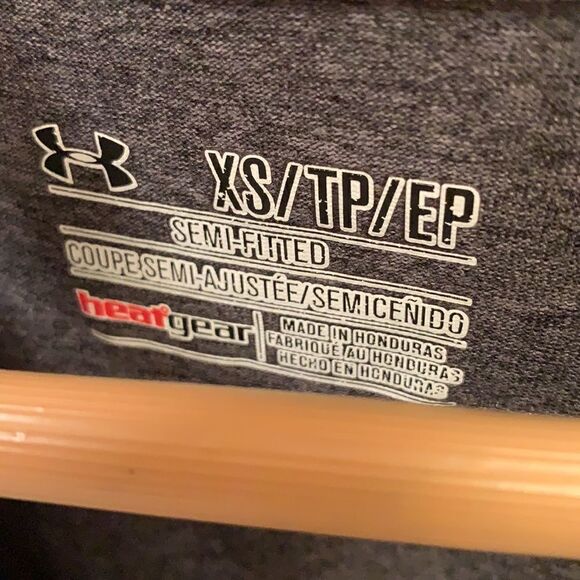 XS/TP/EP
SEMI-FITTED
COUPE SEMI-AJUSTÉE/SEMICEÑIDO
heatgear
MADE IN HONDURAS
FABRIQUÉ AU HONDURAS
HECHO EN HONDURAS